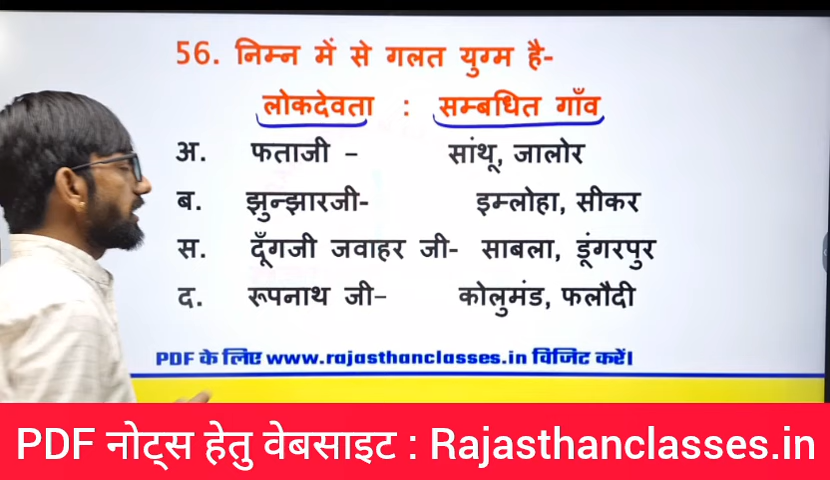 56. निम्न में से गलत युग्म है-
लोकदेवता : सम्बधित गाँव
अ. फताजी – सांथू, जालोर
ब. झुन्झारजी- इम्लोहा, सीकर
स. दूँगजी जवाहर जी- साबला, डूंगरपुर
द. रूपनाथ जी– कोलुमंड, फलौदी
PDF के लिए www.rajasthanclasses.in विजिट करें।
PDF नोट्स हेतु वेबसाइट : Rajasthanclasses.in